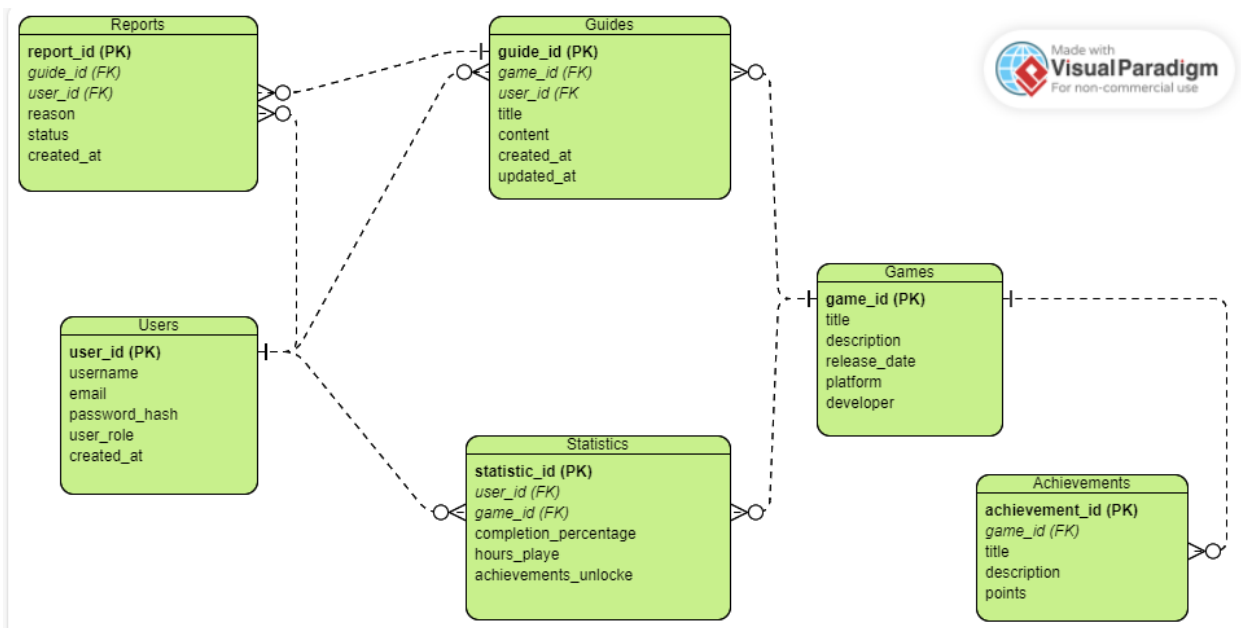 Reports
report_id (PK)
guide_id (FK)
user_id (FK)
reason
status
created_at
Guides
guide_id (PK)
game_id (FK)
user_id (FK
title
content
created_at
updated_at
Made with
Visual Paradigm
For non-commercial use
Users
user_id (PK)
username
email
password_hash
user_role
created_at
Statistics
statistic_id (PK)
user_id (FK)
game_id (FK)
completion_percentage
hours_playe
achievements_unlocke
Games
game_id (PK)
title
description
release_date
platform
developer
Achievements
achievement_id (PK)
game_id (FK)
title
description
points